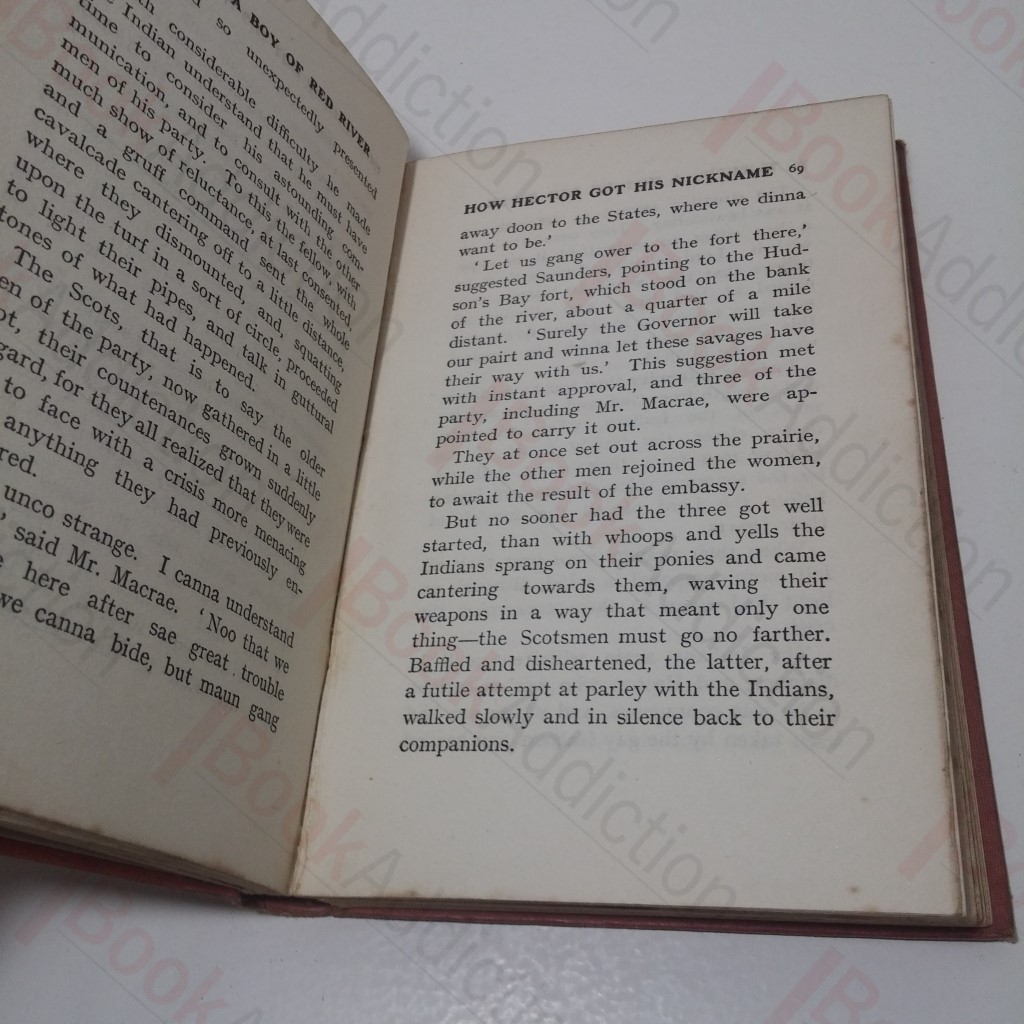 A BOY OF RED RIVER
so unexpectedly presented
considerable difficulty he made
Indian understand that he must have
time to consider his astounding com-
munication, and to consult with the other
men of his party. To this the fellow, with
much show of reluctance, at last consented,
and a gruff command sent the whole
cavalcade cantering off to a little distance,
where they dismounted, and, squatting
upon the turf in a sort of circle, proceeded
to light their pipes, and talk in guttural
tones of what had happened.
The Scots, that is to say the older
of the party, now gathered in a little
their countenances grown suddenly
for they all realized that they were
to face with a crisis more menacing
anything they had previously en-
unco strange. I canna understand
said Mr. Macrae. 'Noo that we
here after sae great trouble
we canna bide, but maun gang
HOW HECTOR GOT HIS NICKNAME 69
away doon to the States, where we dinna
want to be.'
'Let us gang ower to the fort there,'
suggested Saunders, pointing to the Hud-
son's Bay fort, which stood on the bank
of the river, about a quarter of a mile
distant. 'Surely the Governor will take
our pairt and winna let these savages have
their way with us.' This suggestion met
with instant approval, and three of the
party, including Mr. Macrae, were ap-
pointed to carry it out.
They at once set out across the prairie,
while the other men rejoined the women,
to await the result of the embassy.
But no sooner had the three got well
started, than with whoops and yells the
Indians sprang on their ponies and came
cantering towards them, waving their
weapons in a way that meant only one
thing—the Scotsmen must go no farther.
Baffled and disheartened, the latter, after
a futile attempt at parley with the Indians,
walked slowly and in silence back to their
companions.
BookAddiction